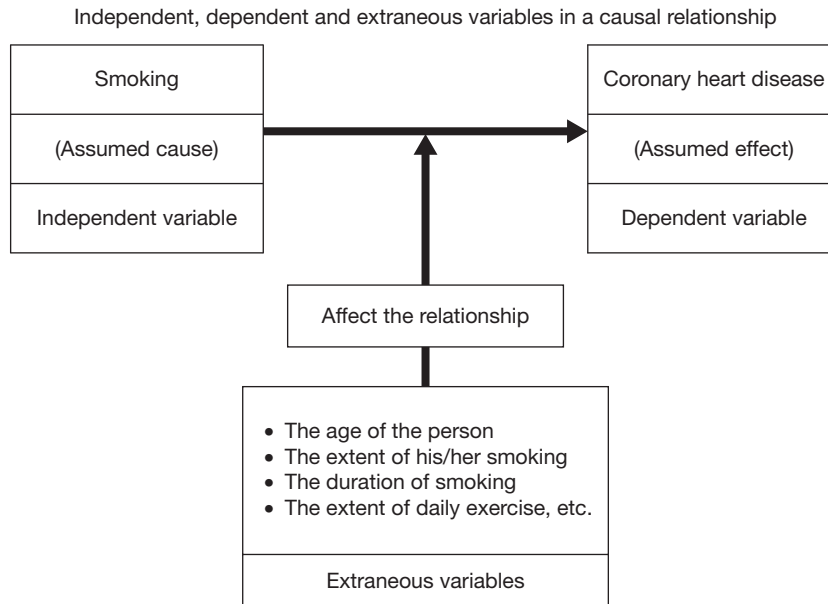 Independent, dependent and extraneous variables in a causal relationship
Smoking
(Assumed cause)
Independent variable
Coronary heart disease
(Assumed effect)
Dependent variable
Affect the relationship
• The age of the person
• The extent of his/her smoking
• The duration of smoking
• The extent of daily exercise, etc.
Extraneous variables